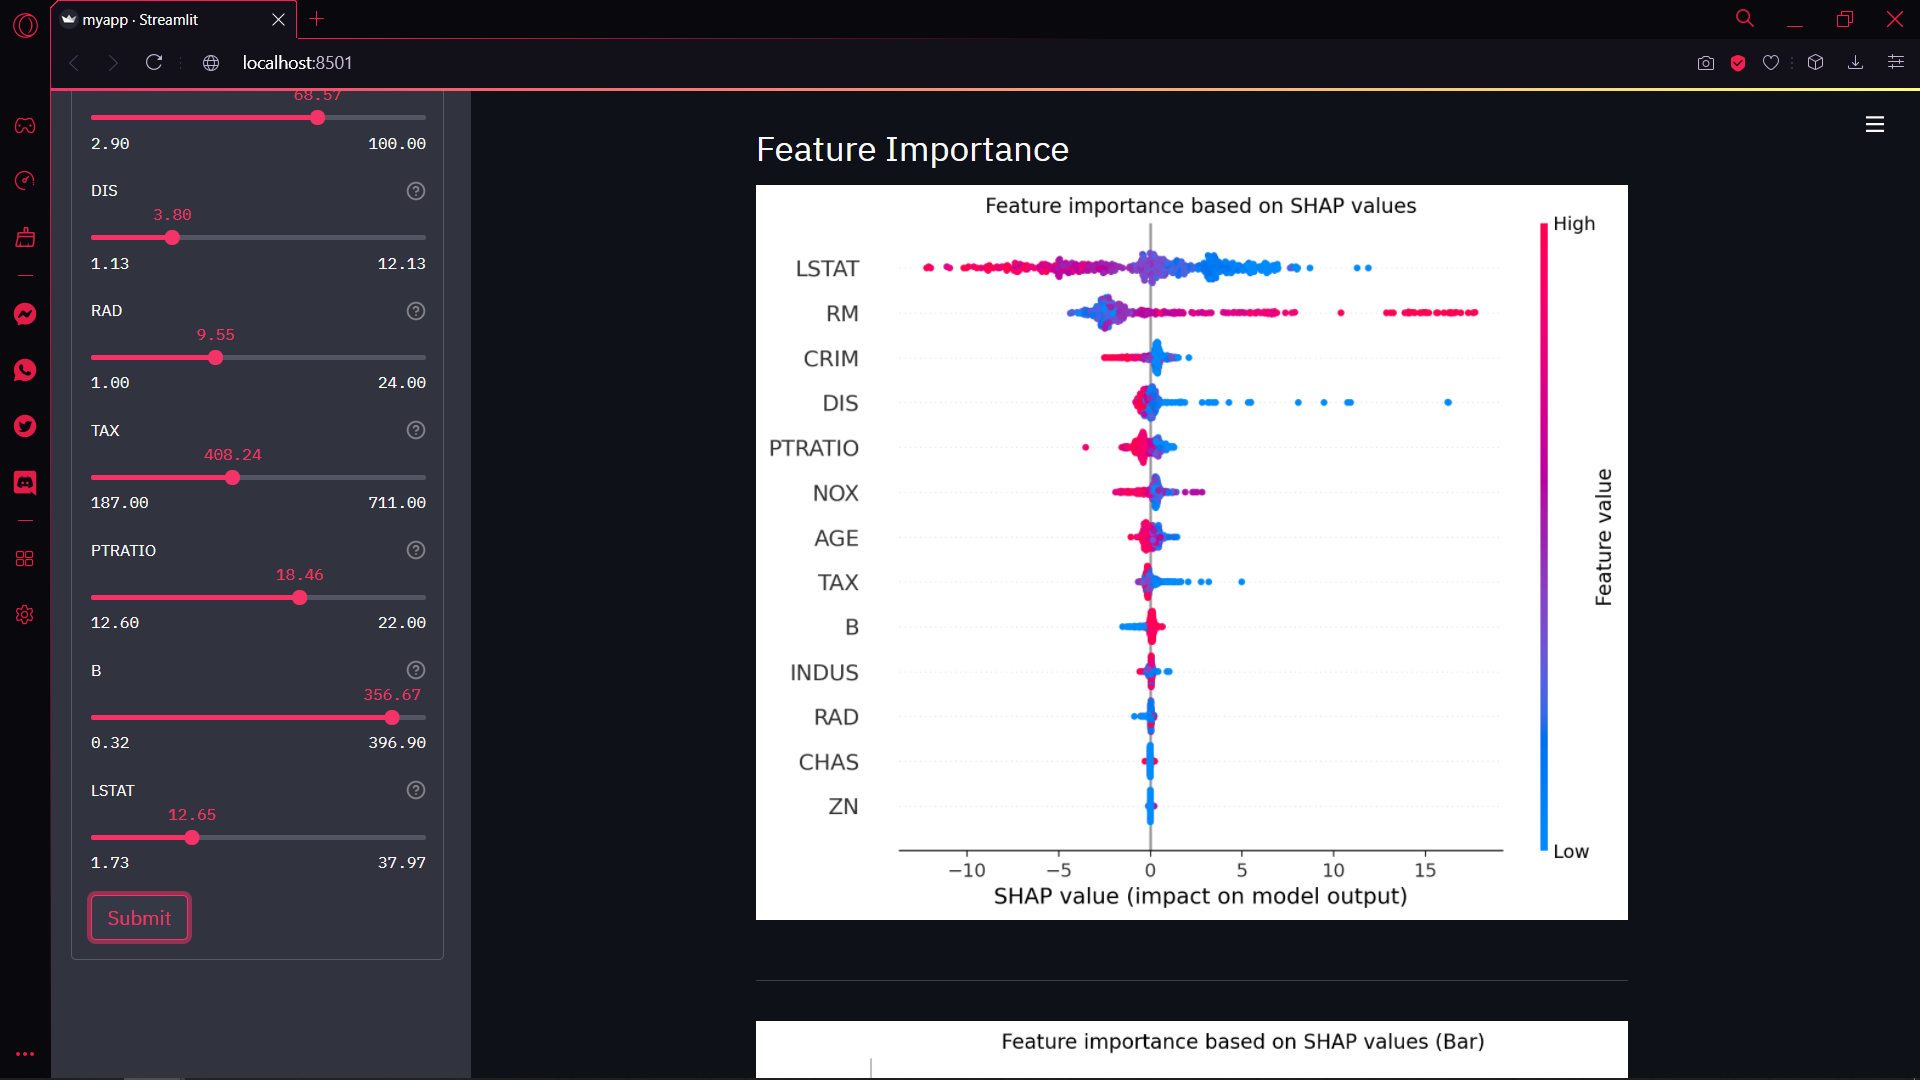 myapp · Streamlit
localhost:8501
68.57
2.90 100.00
DIS
3.80
1.13 12.13
RAD
9.55
1.00 24.00
TAX
408.24
187.00 711.00
PTRATIO
18.46
12.60 22.00
B
356.67
0.32 396.90
LSTAT
12.65
1.73 37.97
Submit
Feature Importance
Feature importance based on SHAP values
High
LSTAT
RM
CRIM
DIS
PTRATIO
NOX
AGE
TAX
B
INDUS
RAD
CHAS
ZN
Feature value
Low
−10 −5 0 5 10 15
SHAP value (impact on model output)
Feature importance based on SHAP values (Bar)